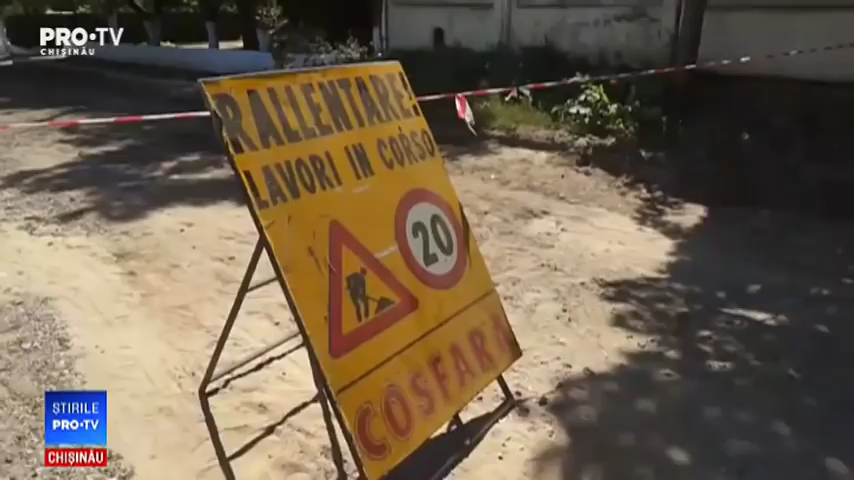 PRO•TV
CHIȘINĂU
RALLENTARE!
LAVORI IN CORSO
20
COSFARA
ȘTIRILE
PRO•TV
CHIȘINĂU